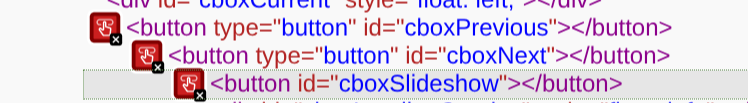 <div id="cboxCurrent" style="float: left;"></div>
<button type="button" id="cboxPrevious"></button>
<button type="button" id="cboxNext"></button>
<button id="cboxSlideshow"></button>